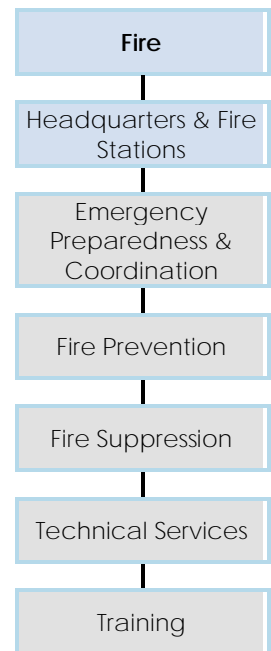 Fire
Headquarters & Fire
Stations
Emergency
Preparedness &
Coordination
Fire Prevention
Fire Suppression
Technical Services
Training